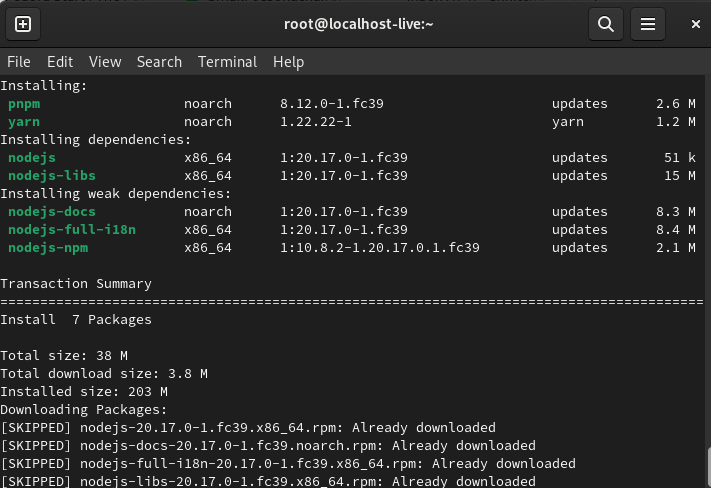 root@localhost-live:~
File Edit View Search Terminal Help
Installing:
pnpm noarch 8.12.0-1.fc39 updates 2.6 M
yarn noarch 1.22.22-1 yarn 1.2 M
Installing dependencies:
nodejs x86_64 1:20.17.0-1.fc39 updates 51 k
nodejs-libs x86_64 1:20.17.0-1.fc39 updates 15 M
Installing weak dependencies:
nodejs-docs noarch 1:20.17.0-1.fc39 updates 8.3 M
nodejs-full-i18n x86_64 1:20.17.0-1.fc39 updates 8.4 M
nodejs-npm x86_64 1:10.8.2-1.20.17.0.1.fc39 updates 2.1 M
Transaction Summary
========================================================================================
Install 7 Packages
Total size: 38 M
Total download size: 3.8 M
Installed size: 203 M
Downloading Packages:
[SKIPPED] nodejs-20.17.0-1.fc39.x86_64.rpm: Already downloaded
[SKIPPED] nodejs-docs-20.17.0-1.fc39.noarch.rpm: Already downloaded
[SKIPPED] nodejs-full-i18n-20.17.0-1.fc39.x86_64.rpm: Already downloaded
[SKIPPED] nodejs-libs-20.17.0-1.fc39.x86_64.rpm: Already downloaded